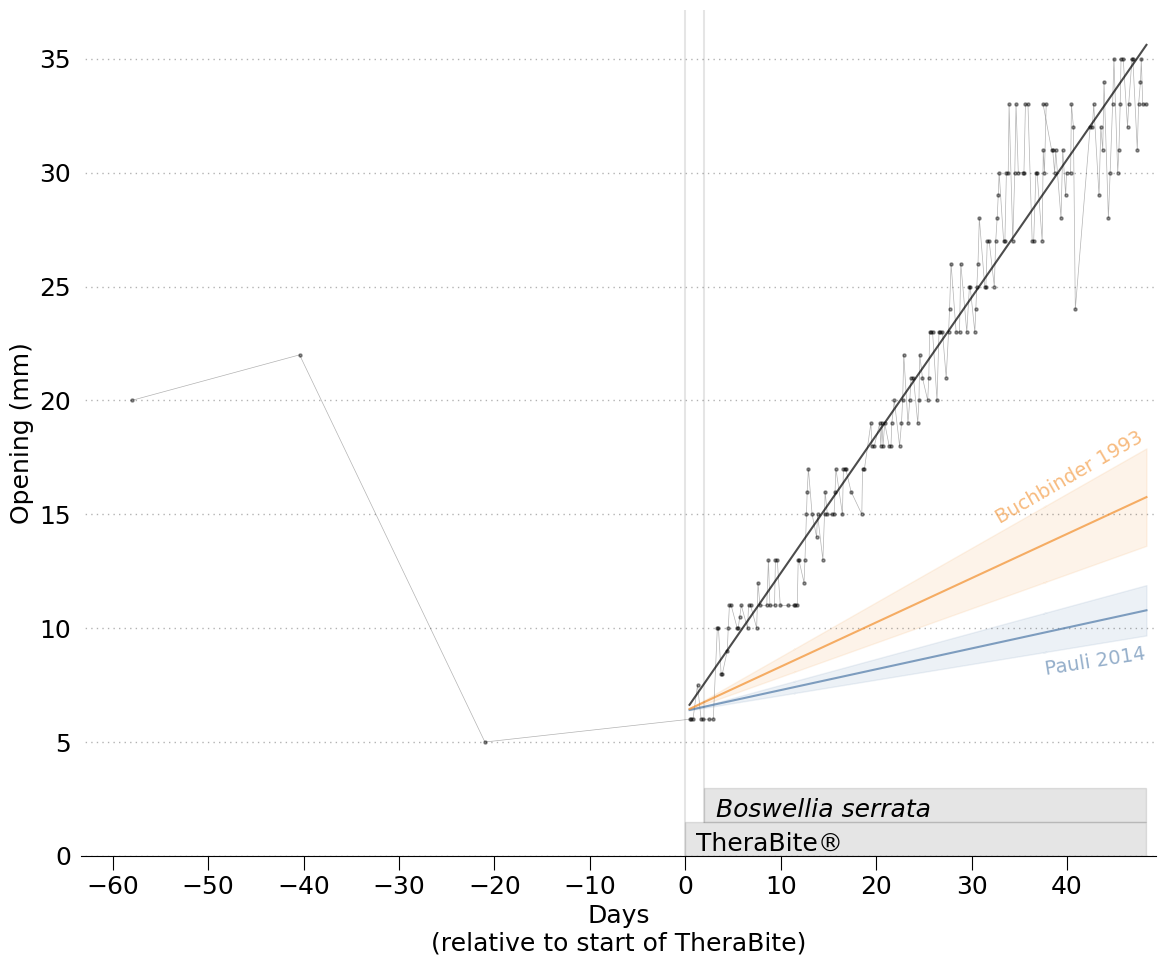 35
30
25
20
15
10
5
0
Opening (mm)
Buchbinder 1993
Pauli 2014
Boswellia serrata
TheraBite®
−60 −50 −40 −30 −20 −10 0 10 20 30 40
Days
(relative to start of TheraBite)